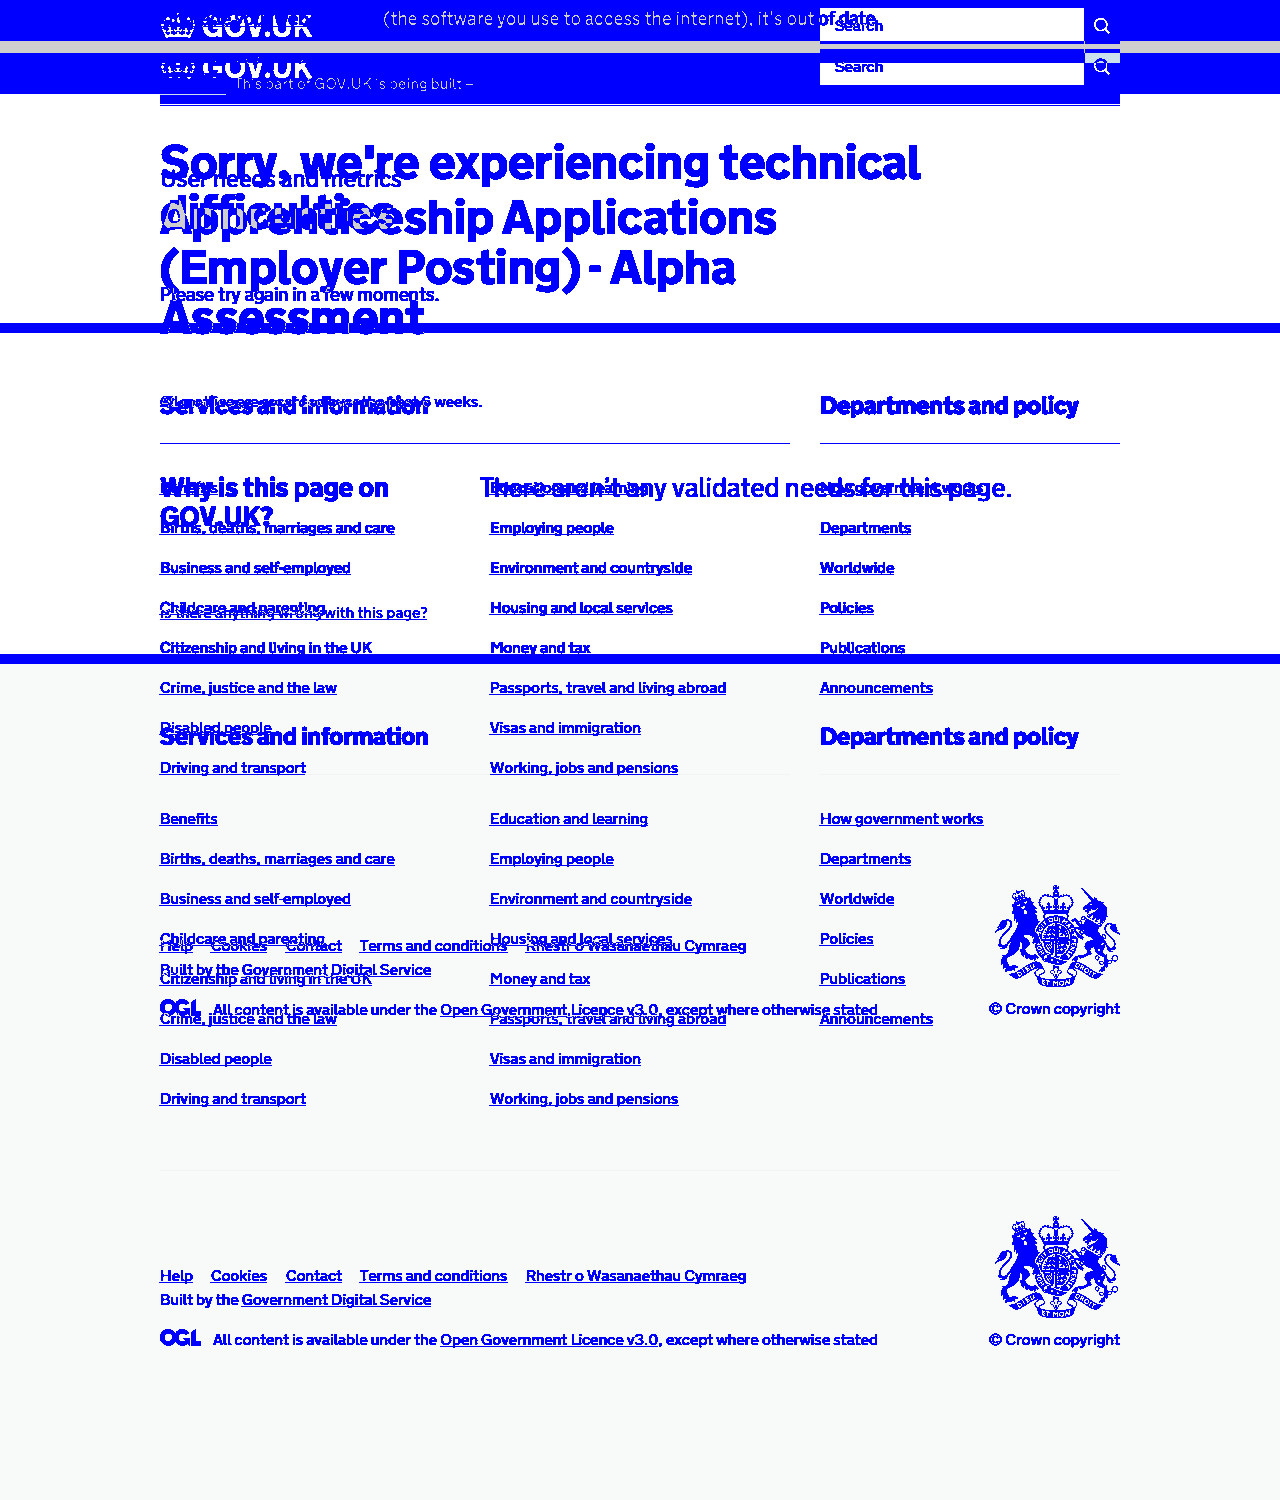 (the software you use to access the internet), it's out of date
GOV.UK
Search
GOV.UK
Search
This part of GOV.UK is being built –
Sorry, we're experiencing technical
User needs and metrics
difficulties
Apprenticeship Applications
(Employer Posting) - Alpha
Please try again in a few moments.
Assessment
6 weeks.
Services and information
Departments and policy
Why is this page on
GOV.UK?
There aren't any validated needs for this page.
Benefits
Births, deaths, marriages and care
Employing people
Departments
Business and self-employed
Environment and countryside
Worldwide
Childcare and parenting
Housing and local services
Policies
Is there anything wrong with this page?
Citizenship and living in the UK
Money and tax
Publications
Crime, justice and the law
Passports, travel and living abroad
Announcements
Disabled people
Visas and immigration
Services and information
Departments and policy
Driving and transport
Working, jobs and pensions
Benefits
Education and learning
How government works
Births, deaths, marriages and care
Employing people
Departments
Business and self-employed
Environment and countryside
Worldwide
Childcare and parenting
Housing and local services
Policies
Help
Cookies
Contact
Terms and conditions
Rhestr o Wasanaethau Cymraeg
Built by the Government Digital Service
Citizenship and living in the UK
Money and tax
Publications
OGL All content is available under the Open Government Licence v3.0, except where otherwise stated
© Crown copyright
Crime, justice and the law
Passports, travel and living abroad
Announcements
Disabled people
Visas and immigration
Driving and transport
Working, jobs and pensions
Help
Cookies
Contact
Terms and conditions
Rhestr o Wasanaethau Cymraeg
Built by the Government Digital Service
OGL All content is available under the Open Government Licence v3.0, except where otherwise stated
© Crown copyright